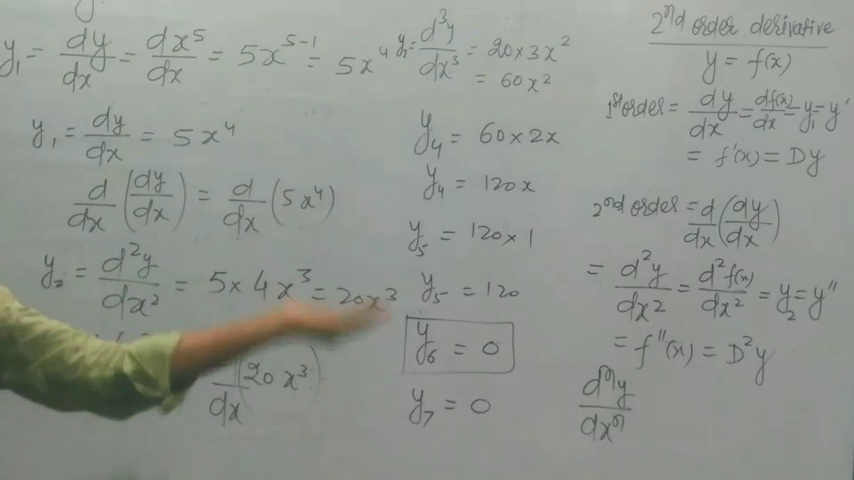 y₁ = dy/dx = dx⁵/dx = 5x⁵⁻¹ = 5x⁴
y₁ = dy/dx = 5x⁴
d/dx (dy/dx) = d/dx (5x⁴)
y₂ = d²y/dx² = 5×4x³ = 20x³
/dx (20x³)
y₃ = d³y/dx³ = 20×3x²
= 60x²
y₄ = 60×2x
y₄ = 120x
y₅ = 120×1
y₅ = 120
y₆ = 0
y₇ = 0
2nd order derivative
y = f(x)
1st order = dy/dx = df(x)/dx = y₁ = y'
= f'(x) = Dy
2nd order = d/dx (dy/dx)
= d²y/dx² = d²f(x)/dx² = y₂ = y''
= f''(x) = D²y
dⁿy/dxⁿ